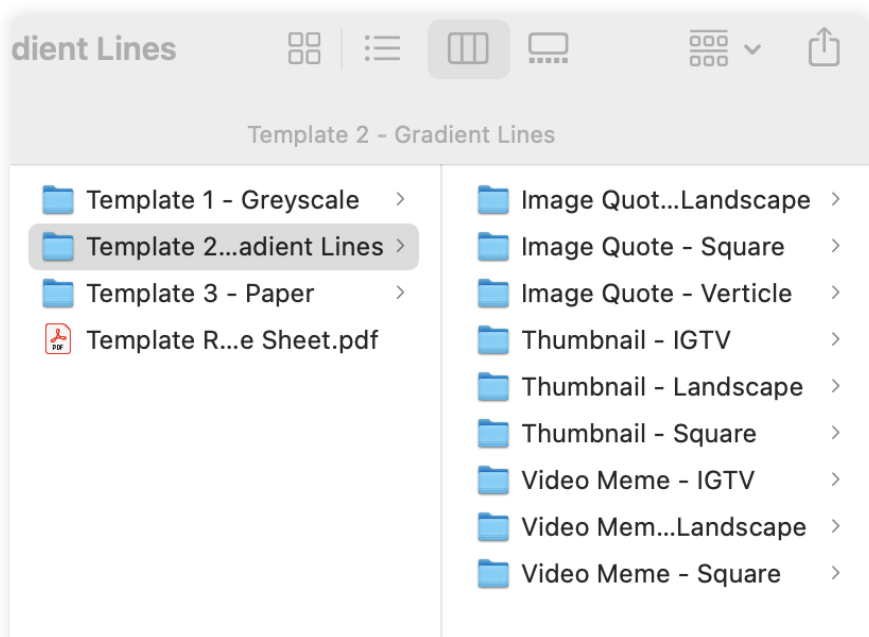 dient Lines
Template 2 - Gradient Lines
Template 1 - Greyscale
Template 2...adient Lines
Template 3 - Paper
PDF
Template R...e Sheet.pdf
Image Quot...Landscape
Image Quote - Square
Image Quote - Verticle
Thumbnail - IGTV
Thumbnail - Landscape
Thumbnail - Square
Video Meme - IGTV
Video Mem...Landscape
Video Meme - Square